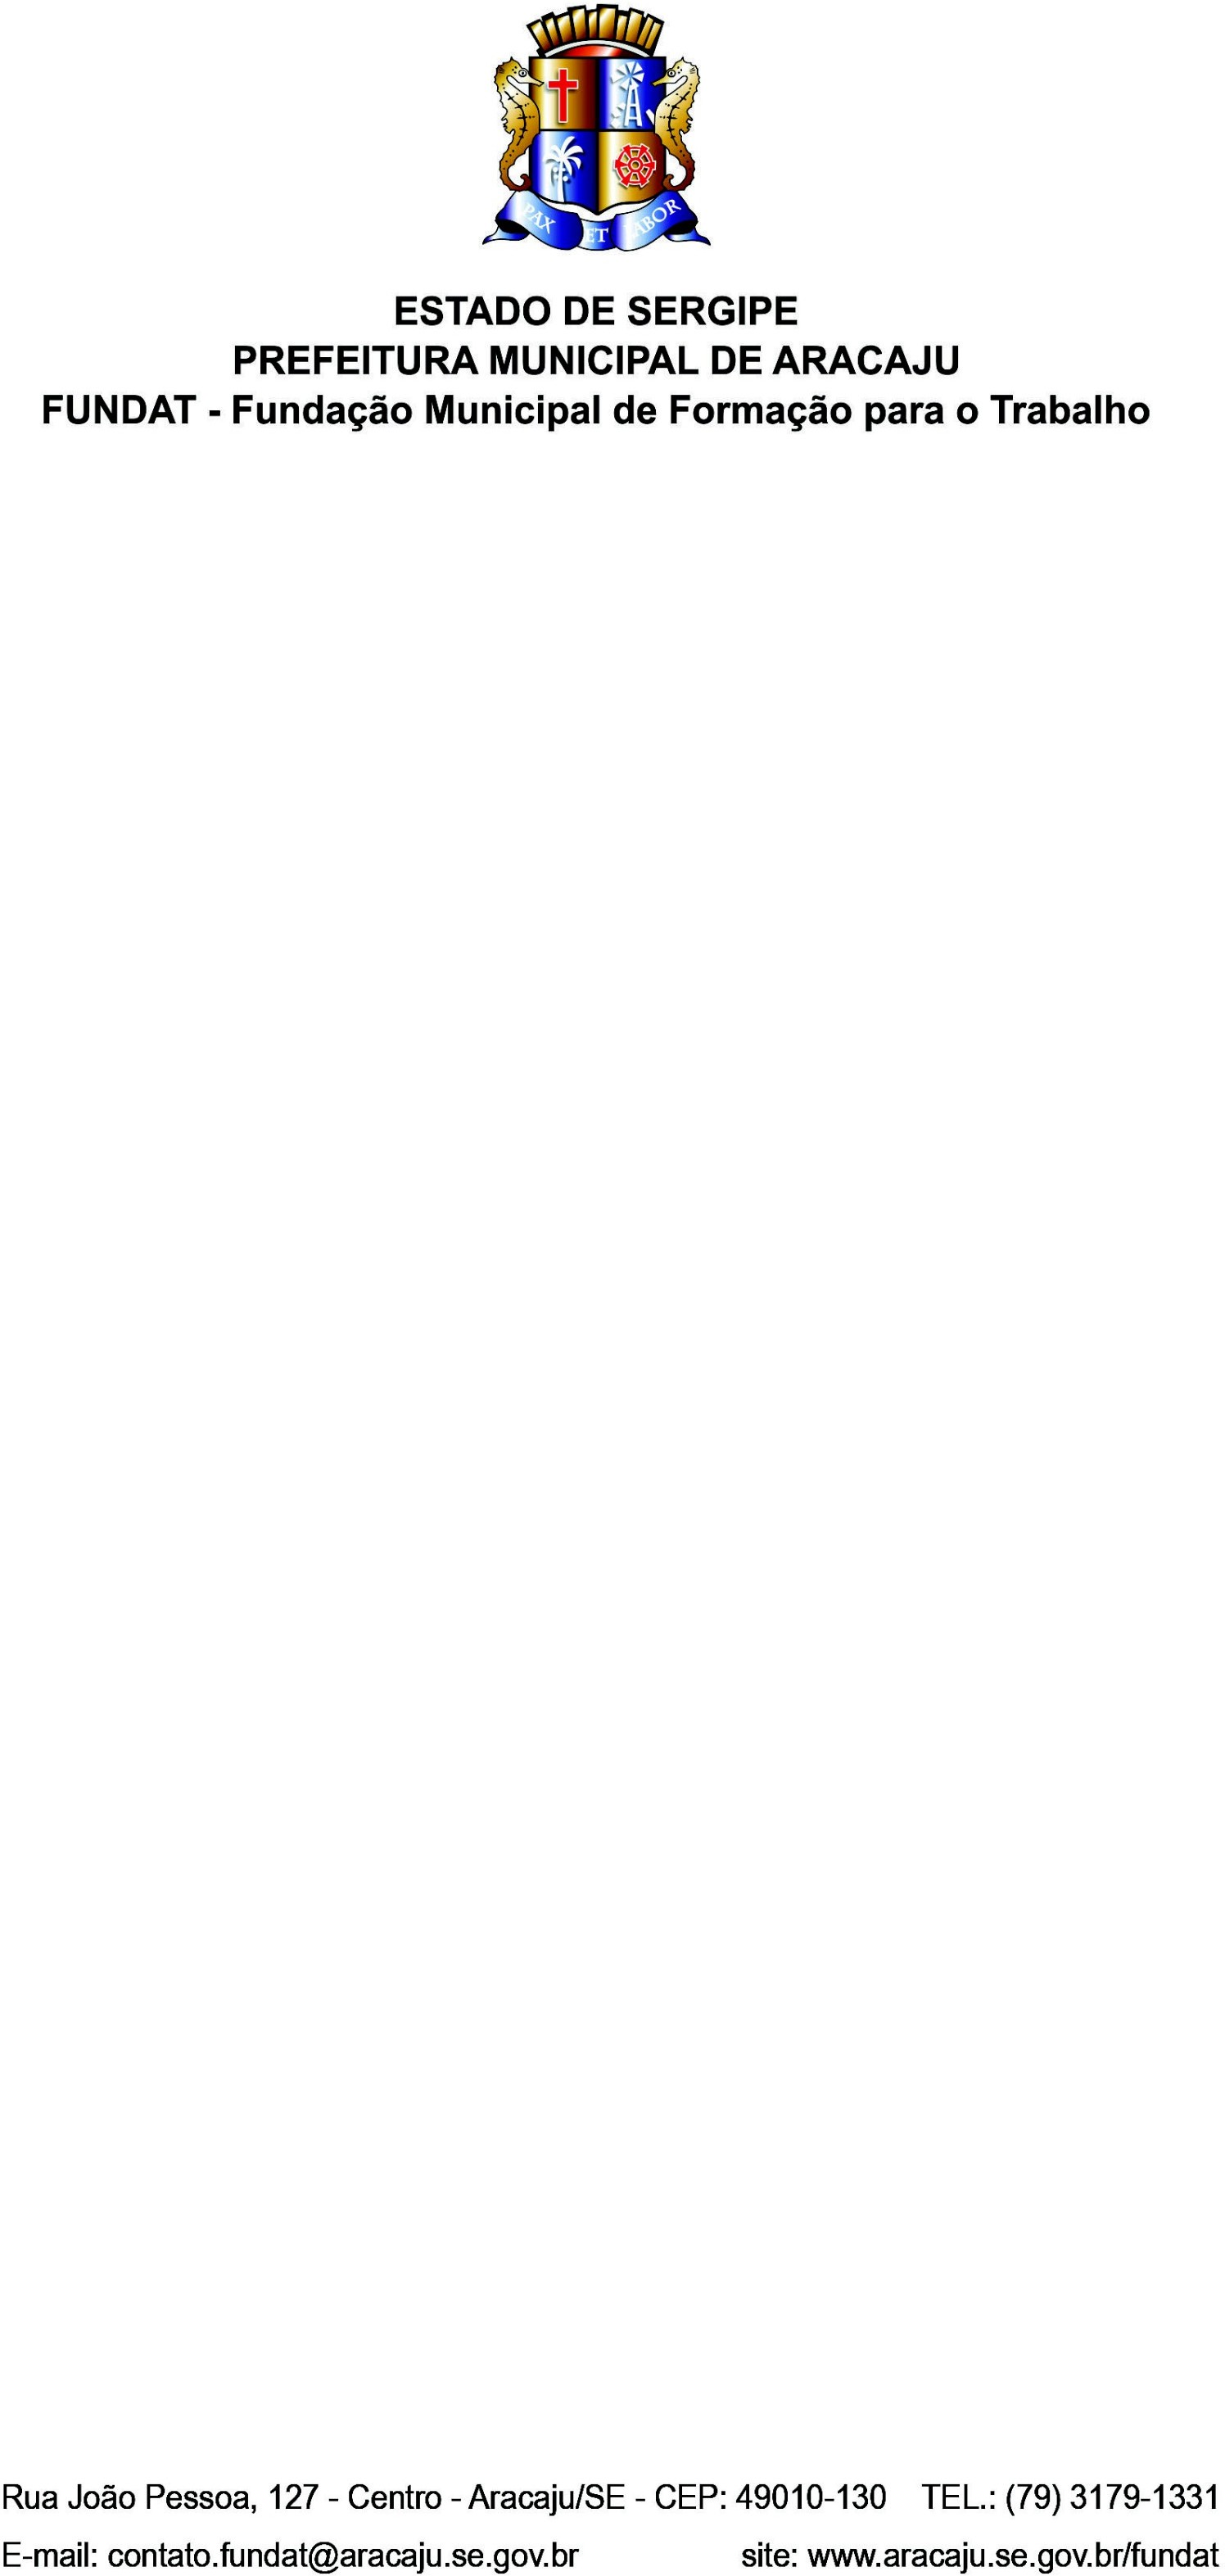 PAX ET LABOR
ESTADO DE SERGIPE
PREFEITURA MUNICIPAL DE ARACAJU
FUNDAT - Fundação Municipal de Formação para o Trabalho
Rua João Pessoa, 127 - Centro - Aracaju/SE - CEP: 49010-130 TEL.: (79) 3179-1331
E-mail: contato.fundat@aracaju.se.gov.br site: www.aracaju.se.gov.br/fundat